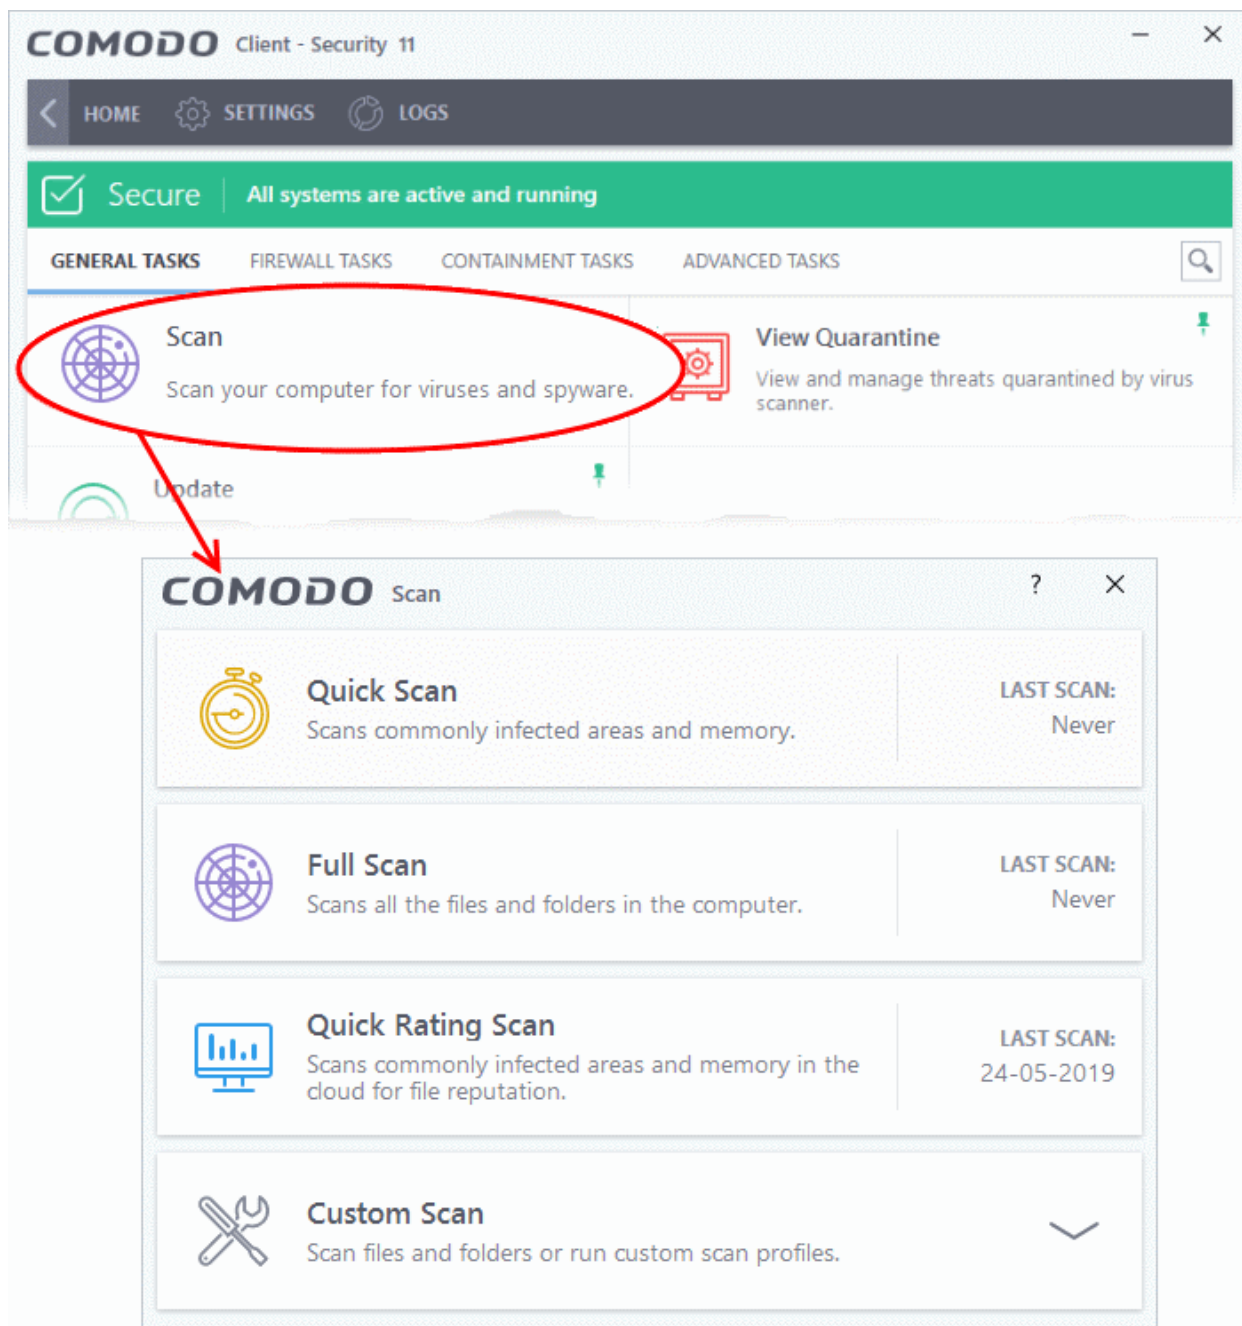 COMODO Client - Security 11
HOME SETTINGS LOGS
Secure All systems are active and running
GENERAL TASKS FIREWALL TASKS CONTAINMENT TASKS ADVANCED TASKS
Scan
Scan your computer for viruses and spyware.
View Quarantine
View and manage threats quarantined by virus
scanner.
Update
COMODO Scan ?
Quick Scan
Scans commonly infected areas and memory.
LAST SCAN:
Never
Full Scan
Scans all the files and folders in the computer.
LAST SCAN:
Never
Quick Rating Scan
Scans commonly infected areas and memory in the
cloud for file reputation.
LAST SCAN:
24-05-2019
Custom Scan
Scan files and folders or run custom scan profiles.